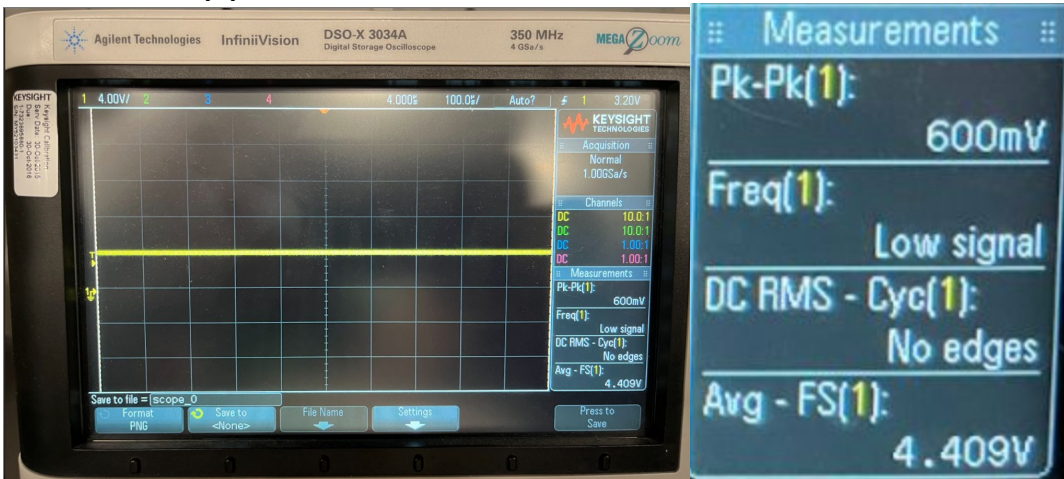 Agilent Technologies InfiniiVision DSO-X 3034A 350 MHz MEGA Zoom
Digital Storage Oscilloscope 4 GSa/s
KEYSIGHT
Keysight Calibration
1 4.00V/ 2 3 4 4.000s 100.0s/ Auto? 1 3.20V
KEYSIGHT
TECHNOLOGIES
Acquisition
Normal
1.00GSa/s
Channels
DC 10.0:1
DC 10.0:1
DC 1.00:1
DC 1.00:1
Measurements
Pk-Pk(1):
600mV
Freq(1):
Low signal
DC RMS - Cyc(1):
No edges
Avg - FS(1):
4.409V
Save to file = scope_0
Format
PNG
Save to
<None>
File Name
Settings
Press to
Save
Measurements
Pk-Pk(1):
600mV
Freq(1):
Low signal
DC RMS - Cyc(1):
No edges
Avg - FS(1):
4.409V